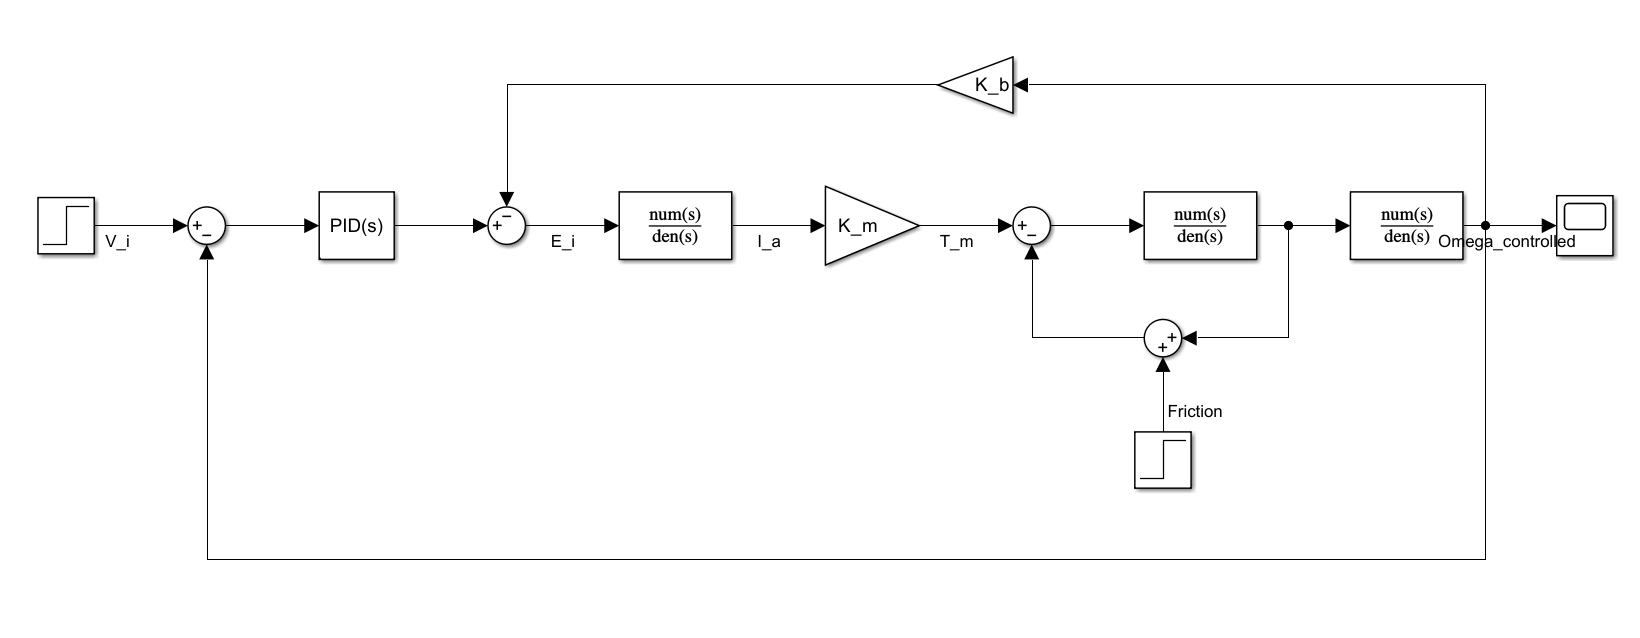 K_b
V_i
+
−
PID(s)
−
+
E_i
num(s)
den(s)
I_a
K_m
T_m
+
−
num(s)
den(s)
num(s)
den(s)
Omega_controlled
+
+
Friction